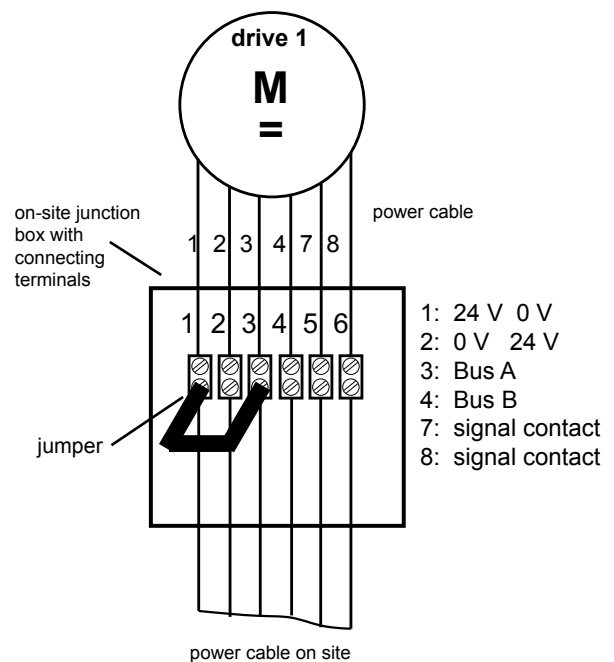 drive 1
M
=
on-site junction
box with
connecting
terminals
power cable
1 2 3 4 7 8
1 2 3 4 5 6
1: 24 V 0 V
2: 0 V 24 V
3: Bus A
4: Bus B
7: signal contact
8: signal contact
jumper
power cable on site